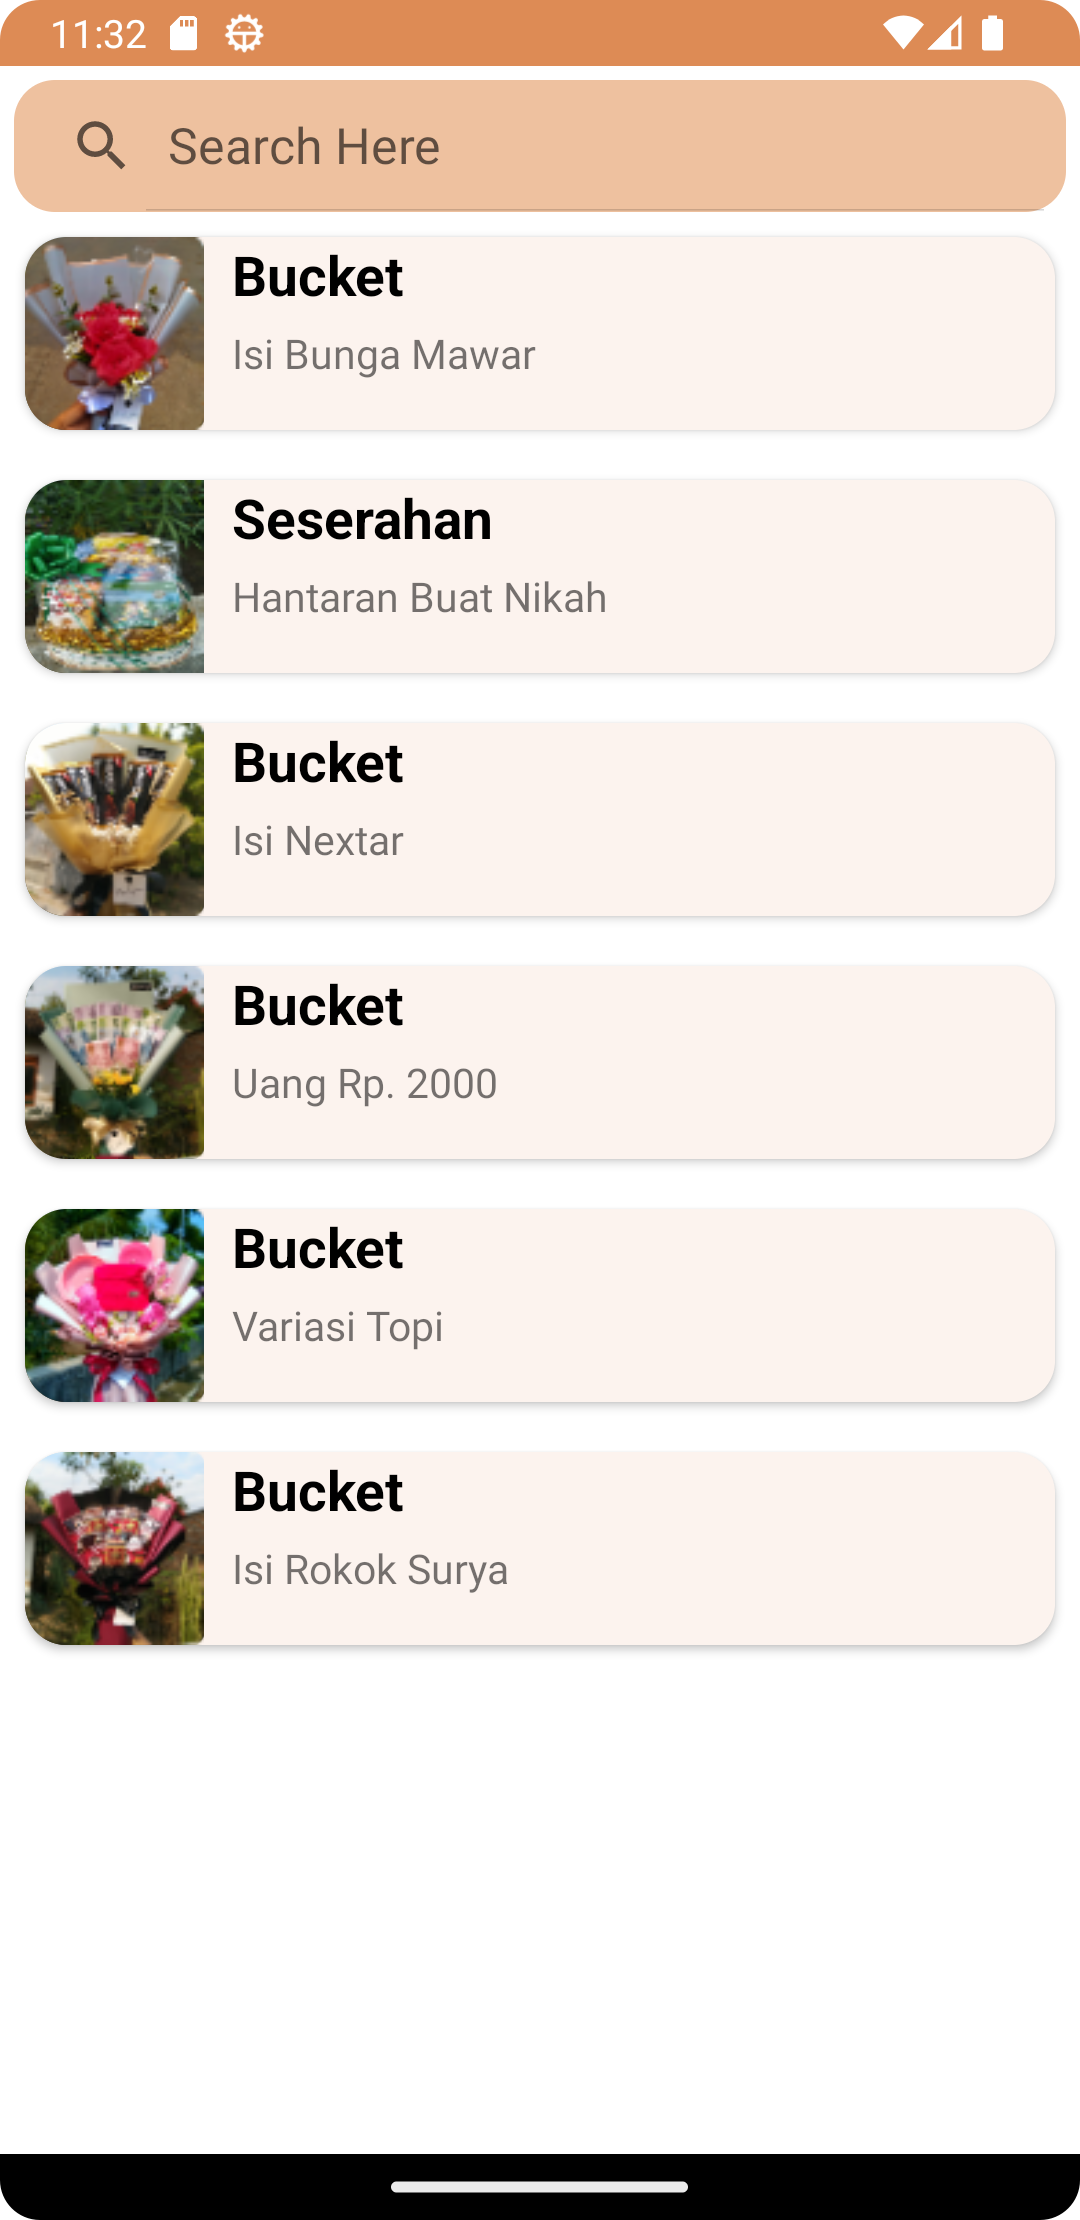 11:32
Search Here
Bucket
Isi Bunga Mawar
Seserahan
Hantaran Buat Nikah
Bucket
Isi Nextar
Bucket
Uang Rp. 2000
Bucket
Variasi Topi
Bucket
Isi Rokok Surya